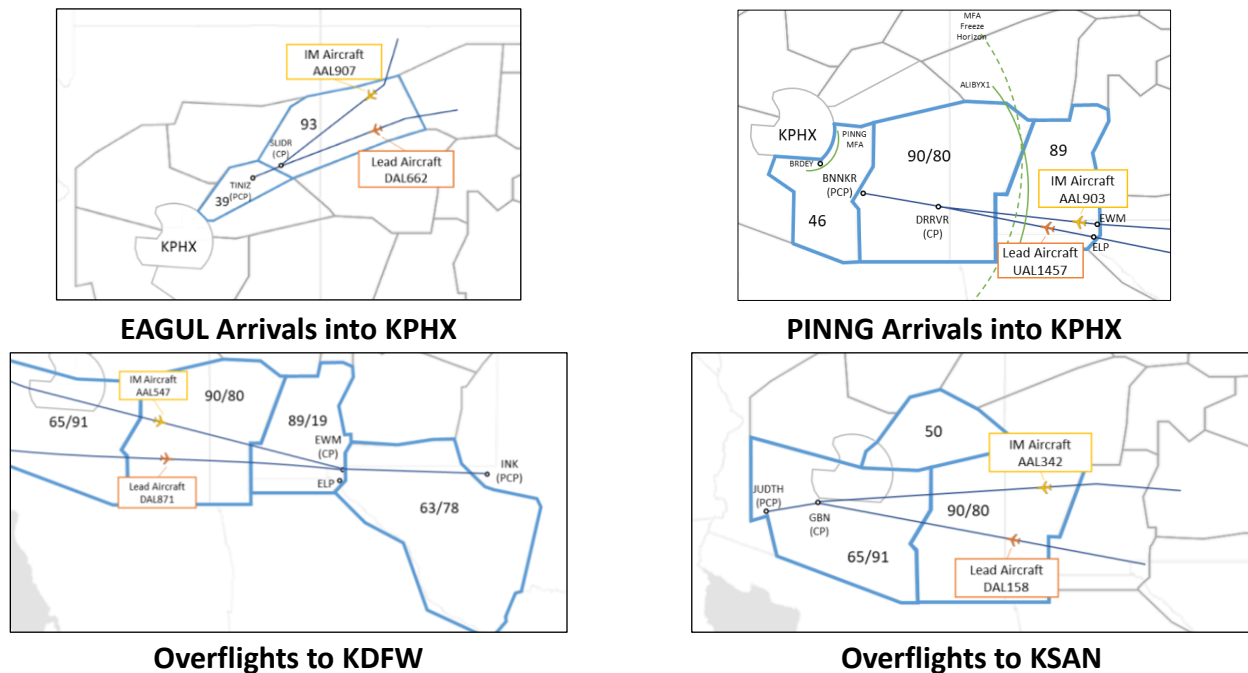 IM Aircraft
AAL907
93
SLIDR
(CP)
Lead Aircraft
DAL662
TINIZ
(PCP)
39
KPHX
EAGUL Arrivals into KPHX
MFA
Freeze
Horizon
ALIBYX1
KPHX
PINNG
MFA
BRDEY
90/80
89
BNNKR
(PCP)
IM Aircraft
AAL903
46
DRRVR
(CP)
EWM
ELP
Lead Aircraft
UAL1457
PINNG Arrivals into KPHX
IM Aircraft
AAL547
90/80
65/91
89/19
EWM
(CP)
INK
(PCP)
ELP
Lead Aircraft
DAL871
63/78
Overflights to KDFW
50
IM Aircraft
AAL342
JUDTH
(PCP)
GBN
(CP)
90/80
65/91
Lead Aircraft
DAL158
Overflights to KSAN